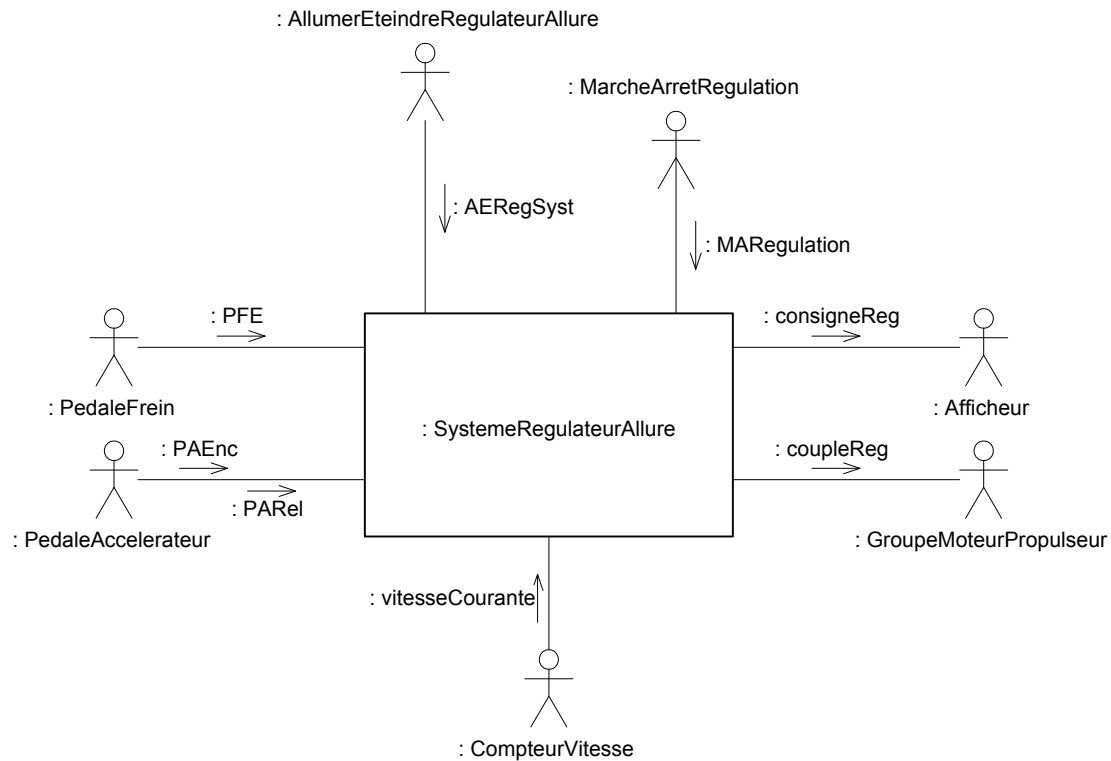 : AllumerEteindreRegulateurAllure
: MarcheArretRegulation
: AERegSyst
: MARegulation
: PFE
: consigneReg
: PedaleFrein
: Afficheur
: SystemeRegulateurAllure
: PAEnc
: coupleReg
: PARel
: PedaleAccelerateur
: GroupeMoteurPropulseur
: vitesseCourante
: CompteurVitesse